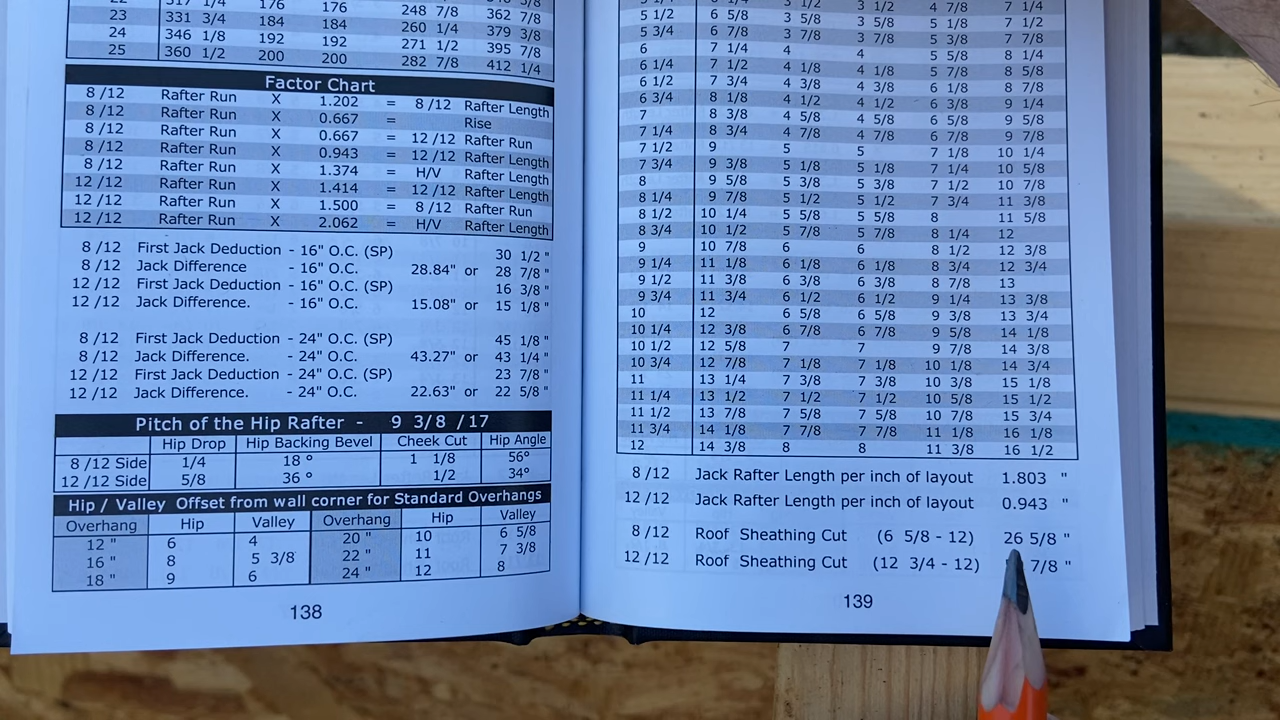 317 1/4 176 176
23 331 3/4 184 184 248 7/8 362 7/8
24 346 1/8 192 192 260 1/4 379 3/8
25 360 1/2 200 200 271 1/2 395 7/8
282 7/8 412 1/4
Factor Chart
8 /12 Rafter Run X 1.202 = 8 /12 Rafter Length
8 /12 Rafter Run X 0.667 = Rise
8 /12 Rafter Run X 0.667 = 12 /12 Rafter Run
8 /12 Rafter Run X 0.943 = 12 /12 Rafter Length
8 /12 Rafter Run X 1.374 = H/V Rafter Length
12 /12 Rafter Run X 1.414 = 12 /12 Rafter Length
12 /12 Rafter Run X 1.500 = 8 /12 Rafter Run
12 /12 Rafter Run X 2.062 = H/V Rafter Length
8 /12 First Jack Deduction - 16" O.C. (SP) 30 1/2 "
8 /12 Jack Difference - 16" O.C. 28.84" or 28 7/8 "
12 /12 First Jack Deduction - 16" O.C. (SP) 16 3/8 "
12 /12 Jack Difference. - 16" O.C. 15.08" or 15 1/8 "
8 /12 First Jack Deduction - 24" O.C. (SP) 45 1/8 "
8 /12 Jack Difference. - 24" O.C. 43.27" or 43 1/4 "
12 /12 First Jack Deduction - 24" O.C. (SP) 23 7/8 "
12 /12 Jack Difference. - 24" O.C. 22.63" or 22 5/8 "
Pitch of the Hip Rafter - 9 3/8 /17
Hip Drop Hip Backing Bevel Cheek Cut Hip Angle
8 /12 Side 1/4 18 ° 1 1/8 56°
12 /12 Side 5/8 36 ° 1/2 34°
Hip / Valley Offset from wall corner for Standard Overhangs
Overhang Hip Valley Overhang Hip Valley
12 " 6 4 20 " 10 6 5/8
16 " 8 5 3/8 22 " 11 7 3/8
18 " 9 6 24 " 12 8
138
5 1/2 6 5/8 3 5/8 3 5/8 5 1/8 7 1/2
5 3/4 6 7/8 3 7/8 3 7/8 5 3/8 7 7/8
6 7 1/4 4 4 5 5/8 8 1/4
6 1/4 7 1/2 4 1/8 4 1/8 5 7/8 8 5/8
6 1/2 7 3/4 4 3/8 4 3/8 6 1/8 8 7/8
6 3/4 8 1/8 4 1/2 4 1/2 6 3/8 9 1/4
7 8 3/8 4 5/8 4 5/8 6 5/8 9 5/8
7 1/4 8 3/4 4 7/8 4 7/8 6 7/8 9 7/8
7 1/2 9 5 5 7 1/8 10 1/4
7 3/4 9 3/8 5 1/8 5 1/8 7 1/4 10 5/8
8 9 5/8 5 3/8 5 3/8 7 1/2 10 7/8
8 1/4 9 7/8 5 1/2 5 1/2 7 3/4 11 3/8
8 1/2 10 1/4 5 5/8 5 5/8 8 11 5/8
8 3/4 10 1/2 5 7/8 5 7/8 8 1/4 12
9 10 7/8 6 6 8 1/2 12 3/8
9 1/4 11 1/8 6 1/8 6 1/8 8 3/4 12 3/4
9 1/2 11 3/8 6 3/8 6 3/8 8 7/8 13
9 3/4 11 3/4 6 1/2 6 1/2 9 1/4 13 3/8
10 12 6 5/8 6 5/8 9 3/8 13 3/4
10 1/4 12 3/8 6 7/8 6 7/8 9 5/8 14 1/8
10 1/2 12 5/8 7 7 9 7/8 14 3/8
10 3/4 12 7/8 7 1/8 7 1/8 10 1/8 14 3/4
11 13 1/4 7 3/8 7 3/8 10 3/8 15 1/8
11 1/4 13 1/2 7 1/2 7 1/2 10 5/8 15 1/2
11 1/2 13 7/8 7 5/8 7 5/8 10 7/8 15 3/4
11 3/4 14 1/8 7 7/8 7 7/8 11 1/8 16 1/8
12 14 3/8 8 8 11 3/8 16 1/2
8 /12 Jack Rafter Length per inch of layout 1.803 "
12 /12 Jack Rafter Length per inch of layout 0.943 "
8 /12 Roof Sheathing Cut (6 5/8 - 12) 26 5/8 "
12 /12 Roof Sheathing Cut (12 3/4 - 12) 7/8 "
139